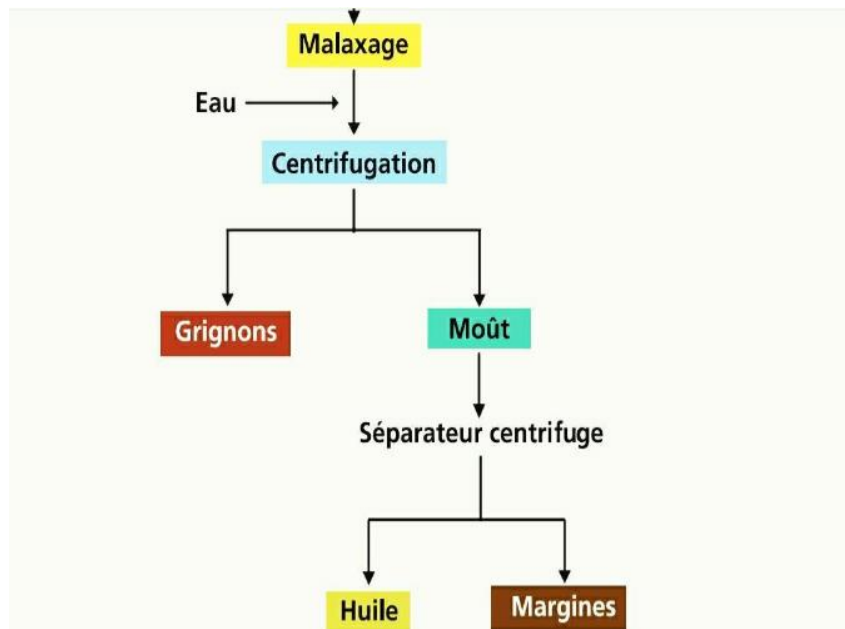 Malaxage
Eau
Centrifugation
Grignons
Moût
Séparateur centrifuge
Huile
Margines